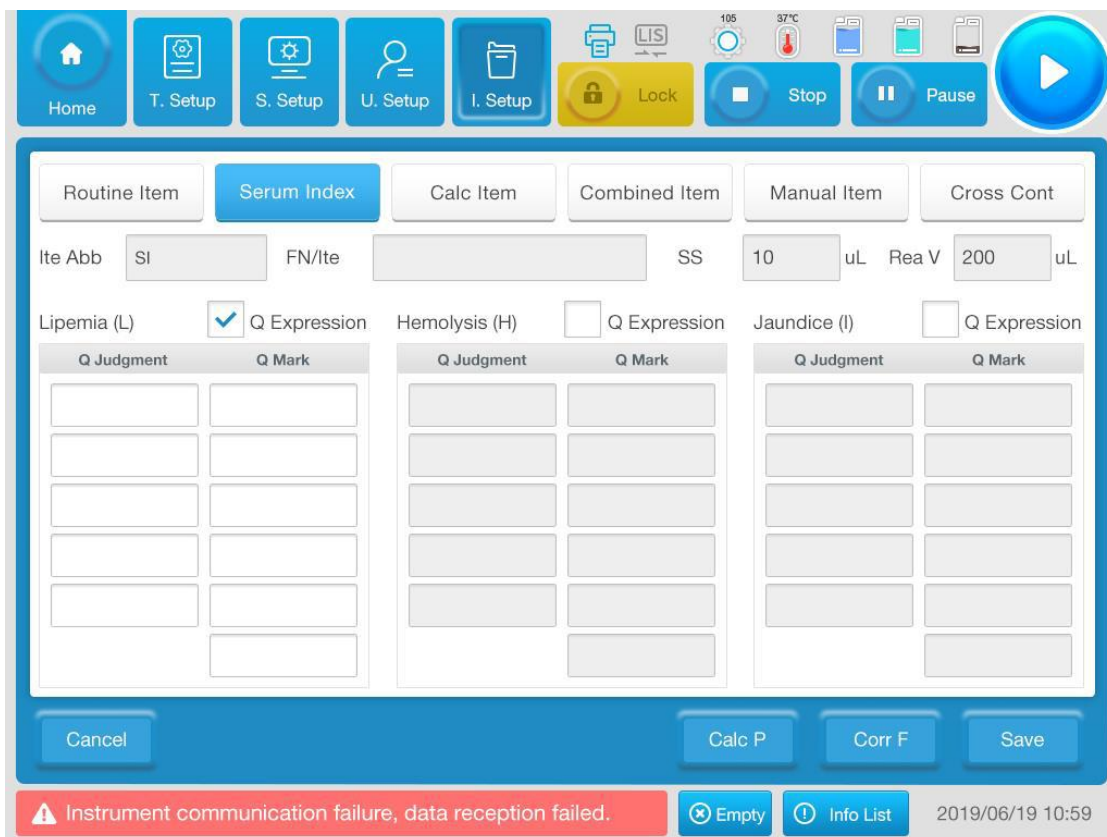 105 37°C
LIS
Home T. Setup S. Setup U. Setup I. Setup Lock Stop Pause
Routine Item Serum Index Calc Item Combined Item Manual Item Cross Cont
Ite Abb SI FN/Ite SS 10 uL Rea V 200 uL
Lipemia (L) Q Expression Hemolysis (H) Q Expression Jaundice (I) Q Expression
Q Judgment Q Mark Q Judgment Q Mark Q Judgment Q Mark
Cancel Calc P Corr F Save
Instrument communication failure, data reception failed. Empty Info List 2019/06/19 10:59